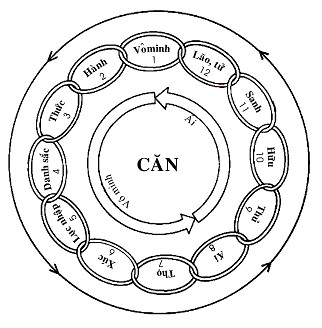 Vô minh
1
Hành
2
Thức
3
Danh sắc
4
Lục nhập
5
Xúc
6
Thọ
7
Ái
8
Thủ
9
Hữu
10
Sanh
11
Lão, tử
12
Ái
Vô minh
CĂN